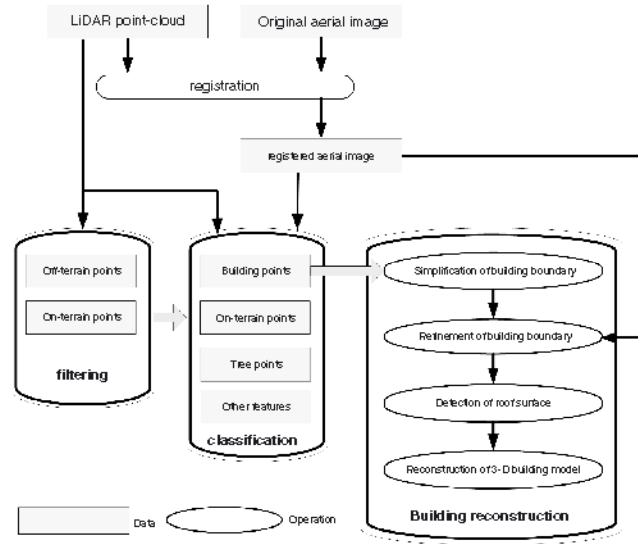 LiDAR point-cloud
Original aerial image
registration
registered aerial image
Off-terrain points
On-terrain points
filtering
Building points
On-terrain points
Tree points
Other features
classification
Simplification of building boundary
Refinement of building boundary
Detection of roof surface
Reconstruction of 3-D building model
Building reconstruction
Data
Operation